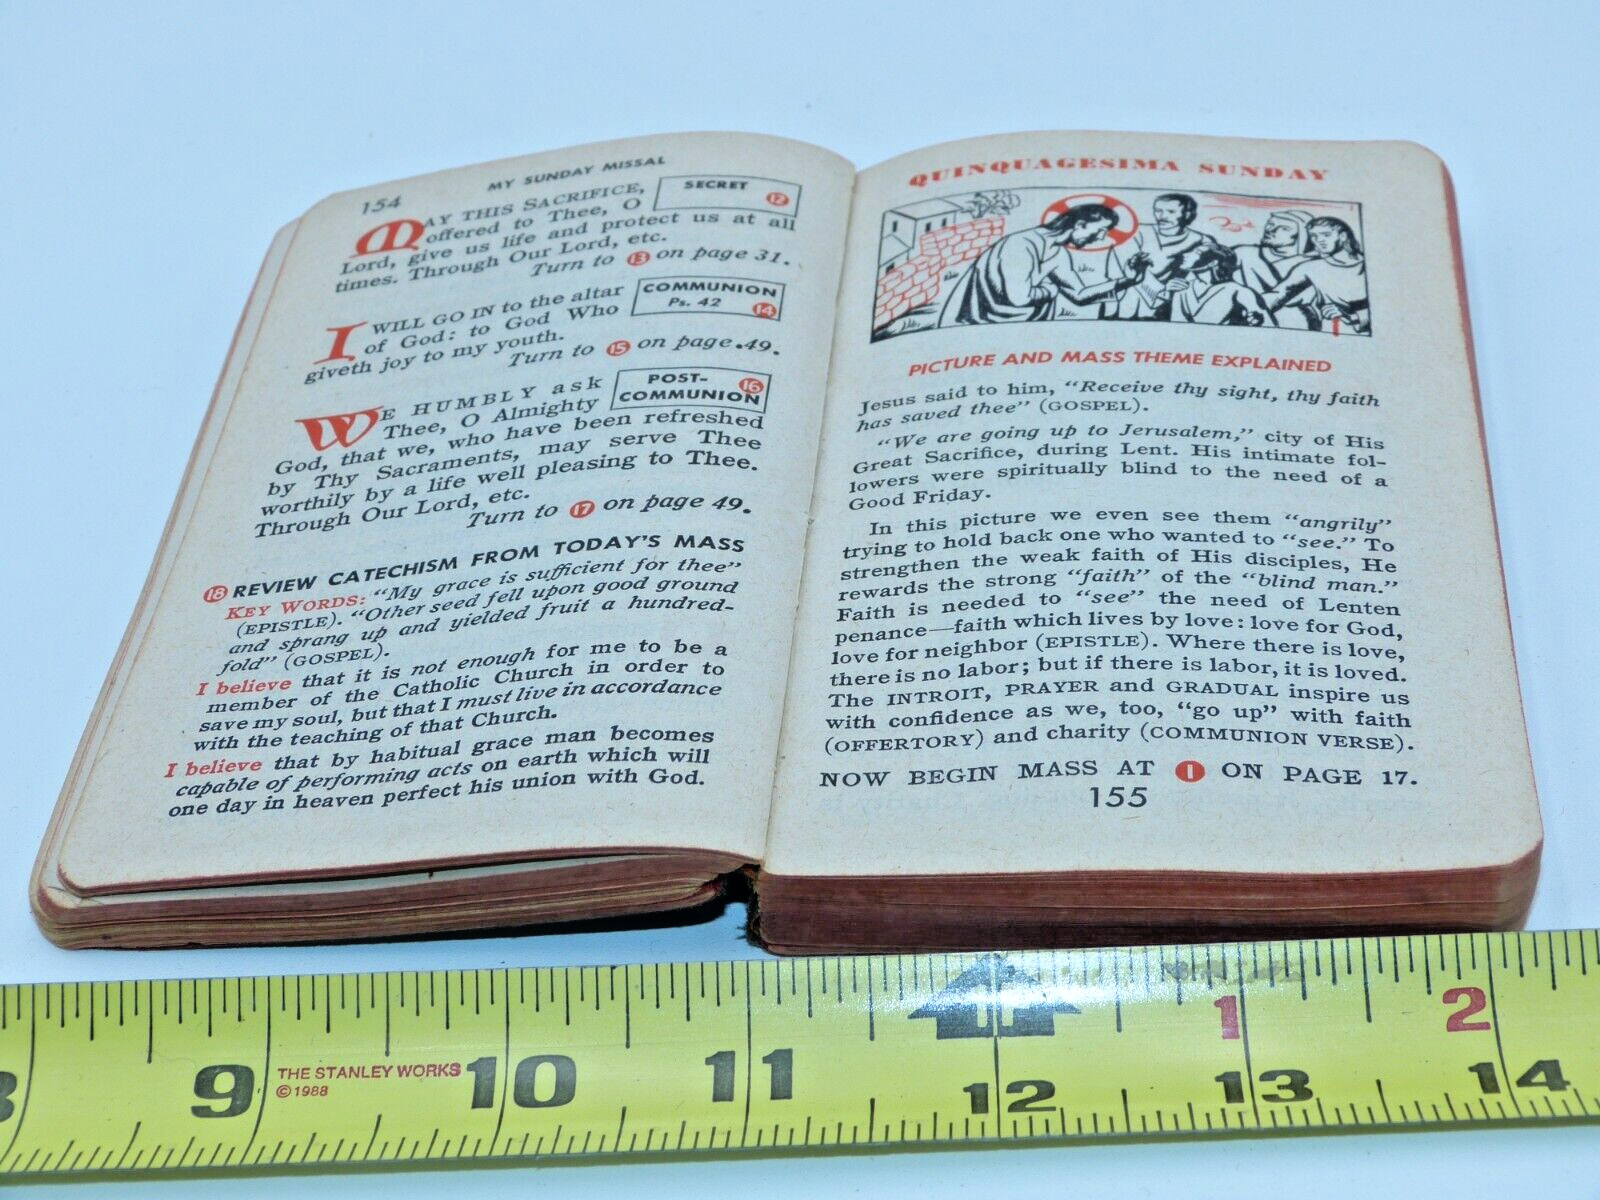 154
MY SUNDAY MISSAL
MAY THIS SACRIFICE,
offered to Thee, O
Lord, give us life and protect us at all
times. Through Our Lord, etc.
Turn to 13 on page 31.
SECRET
12
I WILL GO IN to the altar
of God: to God Who
giveth joy to my youth.
Turn to 15 on page 49.
COMMUNION
Ps. 42
14
WE HUMBLY ask
Thee, O Almighty
God, that we, who have been refreshed
by Thy Sacraments, may serve Thee
worthily by a life well pleasing to Thee.
Through Our Lord, etc.
Turn to 17 on page 49.
POST-
COMMUNION
16
18 REVIEW CATECHISM FROM TODAY'S MASS
KEY WORDS: "My grace is sufficient for thee"
(EPISTLE). "Other seed fell upon good ground
and sprang up and yielded fruit a hundred-
fold" (GOSPEL).
I believe that it is not enough for me to be a
member of the Catholic Church in order to
save my soul, but that I must live in accordance
with the teaching of that Church.
I believe that by habitual grace man becomes
capable of performing acts on earth which will
one day in heaven perfect his union with God.
QUINQUAGESIMA SUNDAY
PICTURE AND MASS THEME EXPLAINED
Jesus said to him, "Receive thy sight, thy faith
has saved thee" (GOSPEL).
"We are going up to Jerusalem," city of His
Great Sacrifice, during Lent. His intimate fol-
lowers were spiritually blind to the need of a
Good Friday.
In this picture we even see them "angrily"
trying to hold back one who wanted to "see." To
strengthen the weak faith of His disciples, He
rewards the strong "faith" of the "blind man."
Faith is needed to "see" the need of Lenten
penance—faith which lives by love: love for God,
love for neighbor (EPISTLE). Where there is love,
there is no labor; but if there is labor, it is loved.
The INTROIT, PRAYER and GRADUAL inspire us
with confidence as we, too, "go up" with faith
(OFFERTORY) and charity (COMMUNION VERSE).
NOW BEGIN MASS AT 1 ON PAGE 17.
155
1 2
8 9 10 11 12 13 14
THE STANLEY WORKS
© 1988